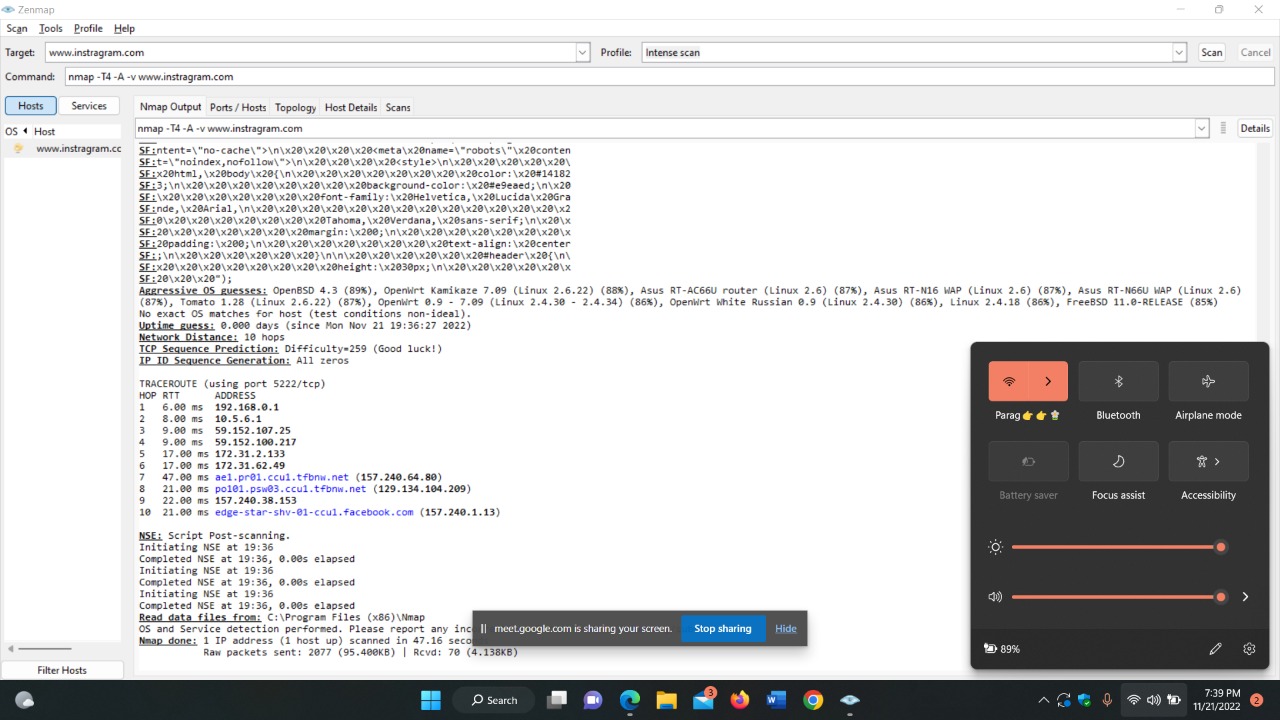 Zenmap
Scan Tools Profile Help
Target: www.instragram.com Profile: Intense scan Scan Cancel
Command: nmap -T4 -A -v www.instragram.com
Hosts Services Nmap Output Ports / Hosts Topology Host Details Scans
OS Host nmap -T4 -A -v www.instragram.com Details
www.instragram.cc
SF:ntent=\"no-cache\">\n\x20\x20\x20\x20<meta\x20name=\"robots\"\x20conten
SF:t=\"noindex,nofollow\">\n\x20\x20\x20\x20<style>\n\x20\x20\x20\x20\x20\
SF:x20html,\x20body\x20{\n\x20\x20\x20\x20\x20\x20\x20\x20color:\x20#14182
SF:3;\n\x20\x20\x20\x20\x20\x20\x20\x20background-color:\x20#e9eaed;\n\x20
SF:\x20\x20\x20\x20\x20\x20\x20font-family:\x20Helvetica,\x20Lucida\x20Gra
SF:nde,\x20Arial,\n\x20\x20\x20\x20\x20\x20\x20\x20\x20\x20\x20\x20\x20\x2
SF:0\x20\x20\x20\x20\x20\x20\x20Tahoma,\x20Verdana,\x20sans-serif;\n\x20\x
SF:20\x20\x20\x20\x20\x20\x20margin:\x200;\n\x20\x20\x20\x20\x20\x20\x20\x
SF:20padding:\x200;\n\x20\x20\x20\x20\x20\x20\x20\x20text-align:\x20center
SF:;\n\x20\x20\x20\x20\x20\x20}\n\n\x20\x20\x20\x20\x20\x20#header\x20{\n\
SF:x20\x20\x20\x20\x20\x20\x20\x20height:\x2030px;\n\x20\x20\x20\x20\x20\x
SF:20\x20\x20");
Aggressive OS guesses: OpenBSD 4.3 (89%), OpenWrt Kamikaze 7.09 (Linux 2.6.22) (88%), Asus RT-AC66U router (Linux 2.6) (87%), Asus RT-N16 WAP (Linux 2.6) (87%), Asus RT-N66U WAP (Linux 2.6)
(87%), Tomato 1.28 (Linux 2.6.22) (87%), OpenWrt 0.9 - 7.09 (Linux 2.4.30 - 2.4.34) (86%), OpenWrt White Russian 0.9 (Linux 2.4.30) (86%), Linux 2.4.18 (86%), FreeBSD 11.0-RELEASE (85%)
No exact OS matches for host (test conditions non-ideal).
Uptime guess: 0.000 days (since Mon Nov 21 19:36:27 2022)
Network Distance: 10 hops
TCP Sequence Prediction: Difficulty=259 (Good luck!)
IP ID Sequence Generation: All zeros
TRACEROUTE (using port 5222/tcp)
HOP RTT ADDRESS
1 6.00 ms 192.168.0.1
2 8.00 ms 10.5.6.1
3 9.00 ms 59.152.107.25
4 9.00 ms 59.152.100.217
5 17.00 ms 172.31.2.133
6 17.00 ms 172.31.62.49
7 47.00 ms ae1.pr01.ccu1.tfbnw.net (157.240.64.80)
8 21.00 ms po101.psw03.ccu1.tfbnw.net (129.134.104.209)
9 22.00 ms 157.240.38.153
10 21.00 ms edge-star-shv-01-ccu1.facebook.com (157.240.1.13)
NSE: Script Post-scanning.
Initiating NSE at 19:36
Completed NSE at 19:36, 0.00s elapsed
Initiating NSE at 19:36
Completed NSE at 19:36, 0.00s elapsed
Initiating NSE at 19:36
Completed NSE at 19:36, 0.00s elapsed
Read data files from: C:\Program Files (x86)\Nmap
OS and Service detection performed. Please report any inc
Nmap done: 1 IP address (1 host up) scanned in 47.16 seco
Raw packets sent: 2077 (95.400KB) | Rcvd: 70 (4.138KB)
meet.google.com is sharing your screen. Stop sharing Hide
Filter Hosts
Parag👉👉 Bluetooth Airplane mode
Battery saver Focus assist Accessibility
89%
Search
3
7:39 PM
11/21/2022
2